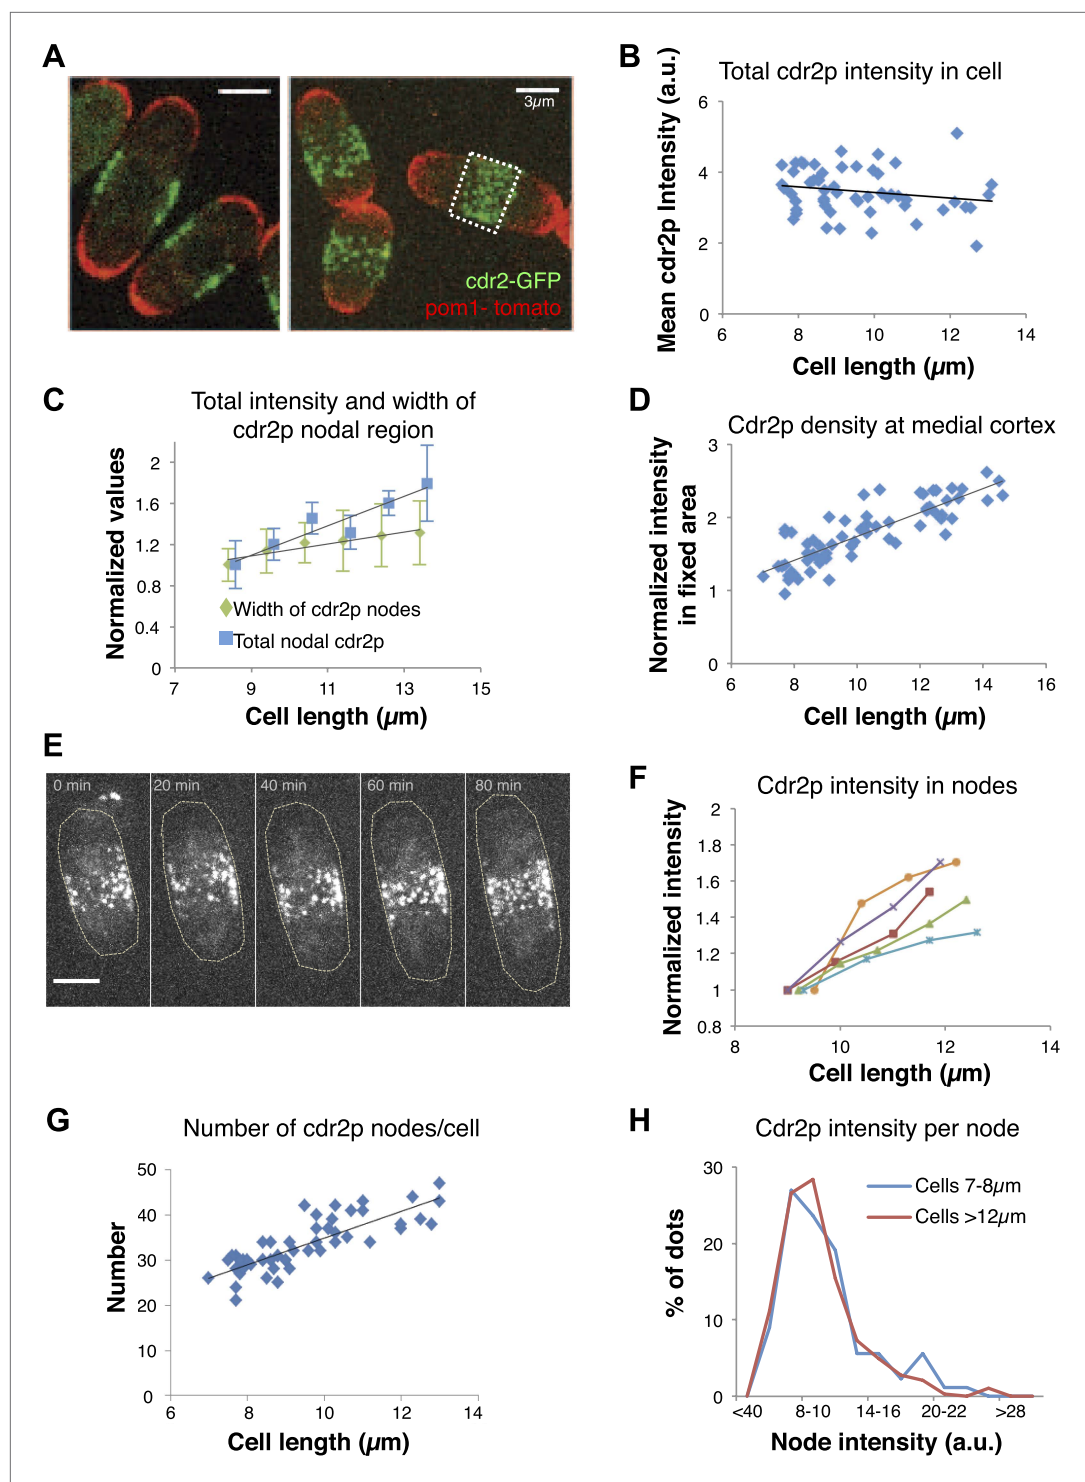 A
3µm
cdr2-GFP
pom1- tomato
B
Total cdr2p intensity in cell
Mean cdr2p Intensity (a.u.)
6
4
2
0
6 8 10 12 14
Cell length (µm)
C
Total intensity and width of
cdr2p nodal region
Normalized values
2
1.6
1.2
0.8
0.4
0
Width of cdr2p nodes
Total nodal cdr2p
7 9 11 13 15
Cell length (µm)
D
Cdr2p density at medial cortex
Normalized intensity
in fixed area
3
2
1
0
6 8 10 12 14 16
Cell length (µm)
E
0 min 20 min 40 min 60 min 80 min
F
Cdr2p intensity in nodes
Normalized intensity
2
1.8
1.6
1.4
1.2
1
0.8
8 10 12 14
Cell length (µm)
G
Number of cdr2p nodes/cell
Number
50
40
30
20
10
0
6 8 10 12 14
Cell length (µm)
H
Cdr2p intensity per node
% of dots
30
20
10
0
Cells 7-8µm
Cells >12µm
<40 8-10 14-16 20-22 >28
Node intensity (a.u.)